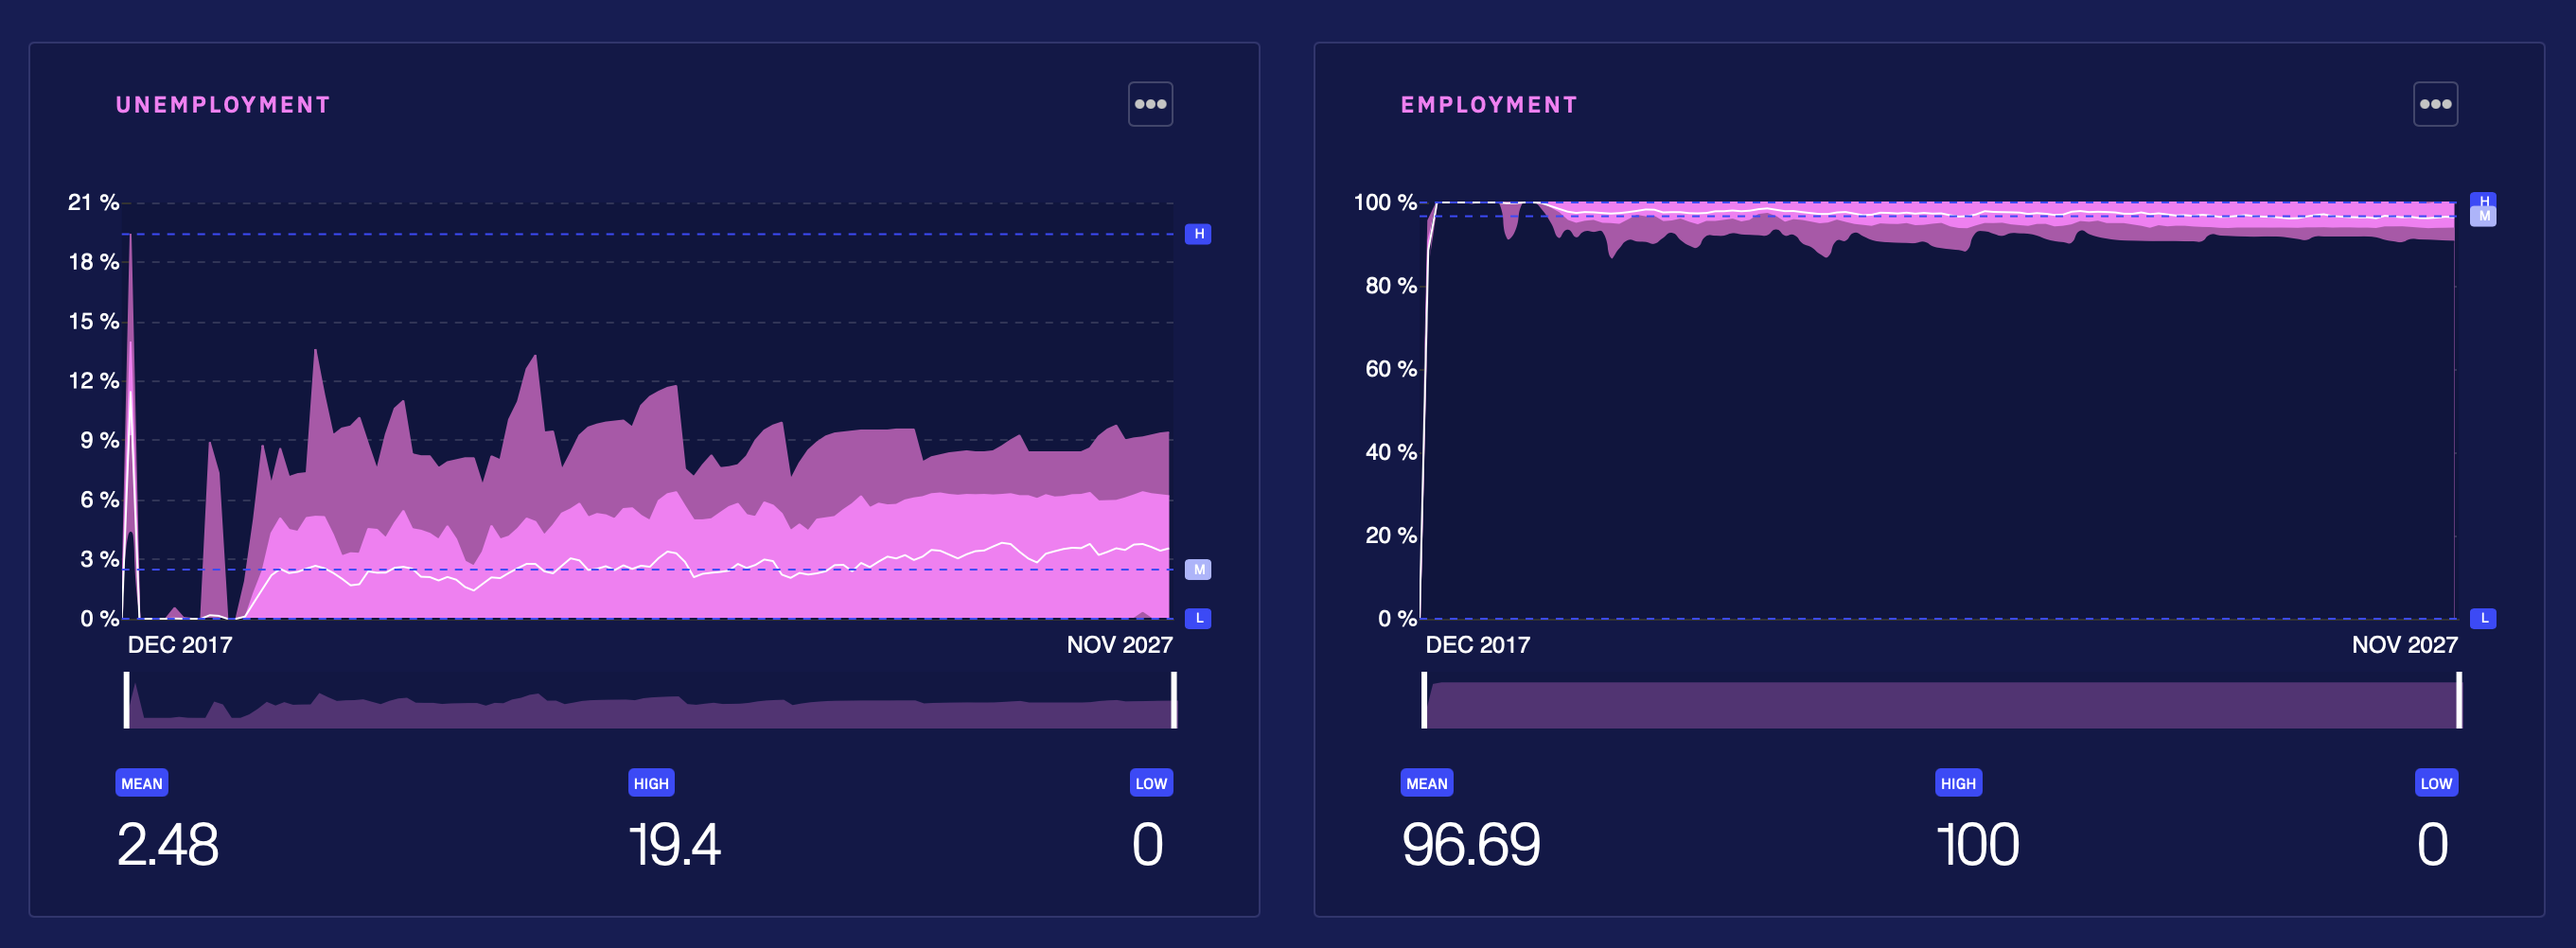 UNEMPLOYMENT
21 %
H
18 %
15 %
12 %
9 %
6 %
3 %
M
0 %
L
DEC 2017
NOV 2027
MEAN
HIGH
LOW
2.48
19.4
0
EMPLOYMENT
100 %
H
M
80 %
60 %
40 %
20 %
0 %
L
DEC 2017
NOV 2027
MEAN
HIGH
LOW
96.69
100
0